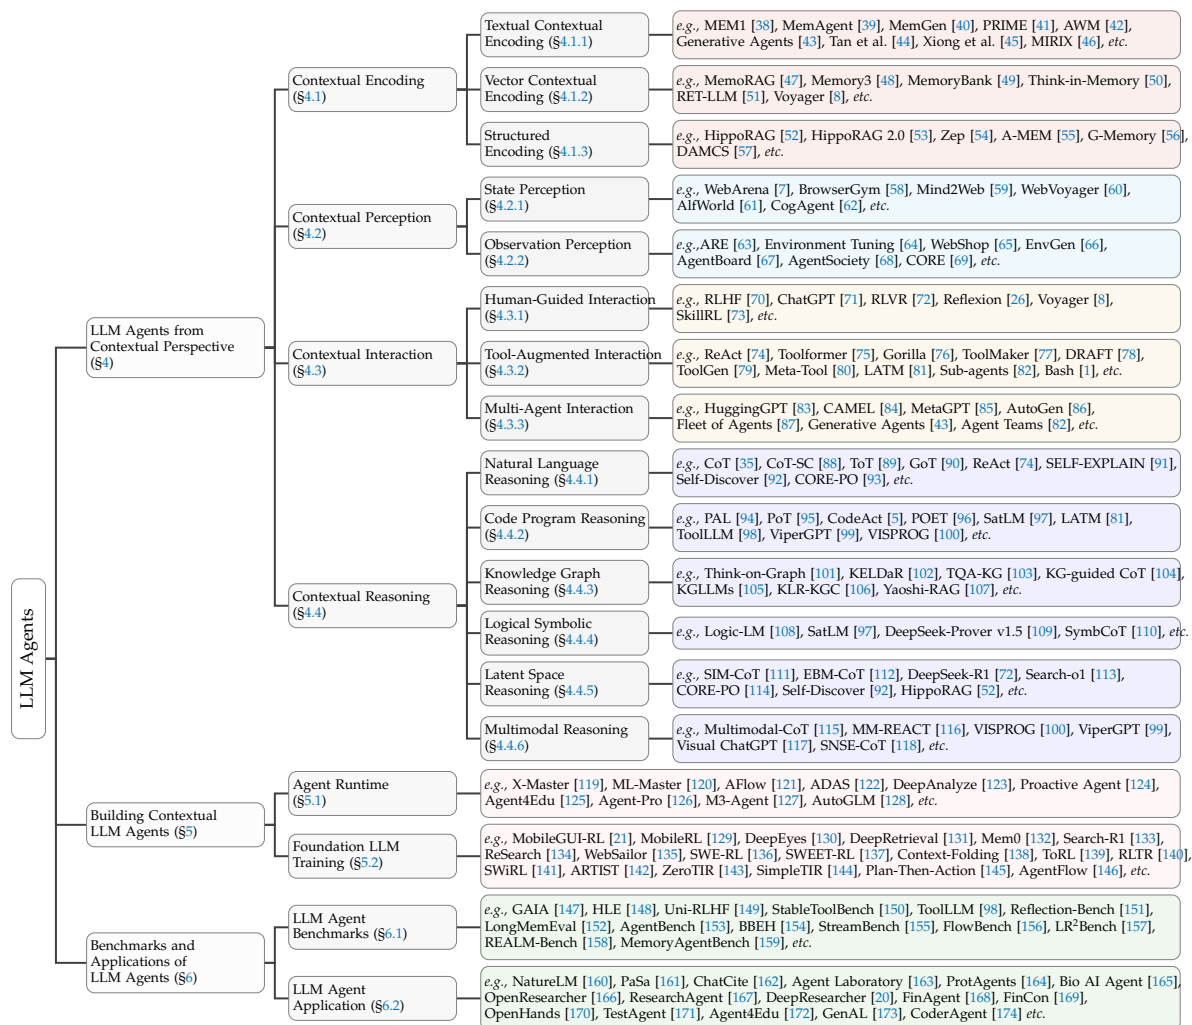 Textual Contextual
Encoding (§4.1.1)
e.g., MEM1 [38], MemAgent [39], MemGen [40], PRIME [41], AWM [42],
Generative Agents [43], Tan et al. [44], Xiong et al. [45], MIRIX [46], etc.
Contextual Encoding
(§4.1)
Vector Contextual
Encoding (§4.1.2)
e.g., MemoRAG [47], Memory3 [48], MemoryBank [49], Think-in-Memory [50],
RET-LLM [51], Voyager [8], etc.
Structured
Encoding (§4.1.3)
e.g., HippoRAG [52], HippoRAG 2.0 [53], Zep [54], A-MEM [55], G-Memory [56],
DAMCS [57], etc.
Contextual Perception
(§4.2)
State Perception
(§4.2.1)
e.g., WebArena [7], BrowserGym [58], Mind2Web [59], WebVoyager [60],
AlfWorld [61], CogAgent [62], etc.
Observation Perception
(§4.2.2)
e.g.,ARE [63], Environment Tuning [64], WebShop [65], EnvGen [66],
AgentBoard [67], AgentSociety [68], CORE [69], etc.
LLM Agents from
Contextual Perspective
(§4)
Contextual Interaction
(§4.3)
Human-Guided Interaction
(§4.3.1)
e.g., RLHF [70], ChatGPT [71], RLVR [72], Reflexion [26], Voyager [8],
SkillRL [73], etc.
Tool-Augmented Interaction
(§4.3.2)
e.g., ReAct [74], Toolformer [75], Gorilla [76], ToolMaker [77], DRAFT [78],
ToolGen [79], Meta-Tool [80], LATM [81], Sub-agents [82], Bash [1], etc.
Multi-Agent Interaction
(§4.3.3)
e.g., HuggingGPT [83], CAMEL [84], MetaGPT [85], AutoGen [86],
Fleet of Agents [87], Generative Agents [43], Agent Teams [82], etc.
Natural Language
Reasoning (§4.4.1)
e.g., CoT [35], CoT-SC [88], ToT [89], GoT [90], ReAct [74], SELF-EXPLAIN [91],
Self-Discover [92], CORE-PO [93], etc.
Code Program Reasoning
(§4.4.2)
e.g., PAL [94], PoT [95], CodeAct [5], POET [96], SatLM [97], LATM [81],
ToolLLM [98], ViperGPT [99], VISPROG [100], etc.
Contextual Reasoning
(§4.4)
Knowledge Graph
Reasoning (§4.4.3)
e.g., Think-on-Graph [101], KELDaR [102], TQA-KG [103], KG-guided CoT [104],
KGLLMs [105], KLR-KGC [106], Yaoshi-RAG [107], etc.
Logical Symbolic
Reasoning (§4.4.4)
e.g., Logic-LM [108], SatLM [97], DeepSeek-Prover v1.5 [109], SymbCoT [110], etc.
Latent Space
Reasoning (§4.4.5)
e.g., SIM-CoT [111], EBM-CoT [112], DeepSeek-R1 [72], Search-o1 [113],
CORE-PO [114], Self-Discover [92], HippoRAG [52], etc.
Multimodal Reasoning
(§4.4.6)
e.g., Multimodal-CoT [115], MM-REACT [116], VISPROG [100], ViperGPT [99],
Visual ChatGPT [117], SNSE-CoT [118], etc.
LLM Agents
Building Contextual
LLM Agents (§5)
Agent Runtime
(§5.1)
e.g., X-Master [119], ML-Master [120], AFlow [121], ADAS [122], DeepAnalyze [123], Proactive Agent [124],
Agent4Edu [125], Agent-Pro [126], M3-Agent [127], AutoGLM [128], etc.
Foundation LLM
Training (§5.2)
e.g., MobileGUI-RL [21], MobileRL [129], DeepEyes [130], DeepRetrieval [131], Mem0 [132], Search-R1 [133],
ReSearch [134], WebSailor [135], SWE-RL [136], SWEET-RL [137], Context-Folding [138], ToRL [139], RLTR [140],
SWiRL [141], ARTIST [142], ZeroTIR [143], SimpleTIR [144], Plan-Then-Action [145], AgentFlow [146], etc.
Benchmarks and
Applications of
LLM Agents (§6)
LLM Agent
Benchmarks (§6.1)
e.g., GAIA [147], HLE [148], Uni-RLHF [149], StableToolBench [150], ToolLLM [98], Reflection-Bench [151],
LongMemEval [152], AgentBench [153], BBEH [154], StreamBench [155], FlowBench [156], LR²Bench [157],
REALM-Bench [158], MemoryAgentBench [159], etc.
LLM Agent
Application (§6.2)
e.g., NatureLM [160], PaSa [161], ChatCite [162], Agent Laboratory [163], ProtAgents [164], Bio AI Agent [165],
OpenResearcher [166], ResearchAgent [167], DeepResearcher [20], FinAgent [168], FinCon [169],
OpenHands [170], TestAgent [171], Agent4Edu [172], GenAL [173], CoderAgent [174] etc.